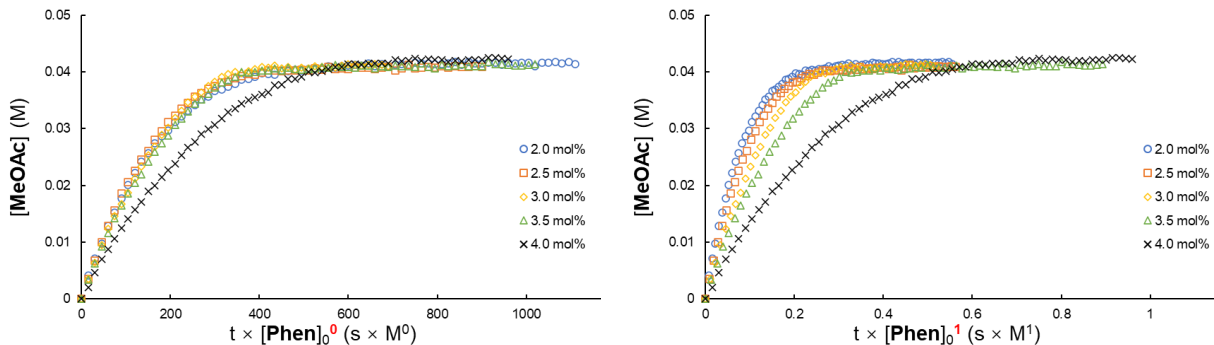 0.05
0.04
0.03
0.02
0.01
0
[MeOAc] (M)
0 200 400 600 800 1000
t × [Phen]₀⁰ (s × M⁰)
2.0 mol%
2.5 mol%
3.0 mol%
3.5 mol%
4.0 mol%
0.05
0.04
0.03
0.02
0.01
0
[MeOAc] (M)
0 0.2 0.4 0.6 0.8 1
t × [Phen]₀¹ (s × M¹)
2.0 mol%
2.5 mol%
3.0 mol%
3.5 mol%
4.0 mol%